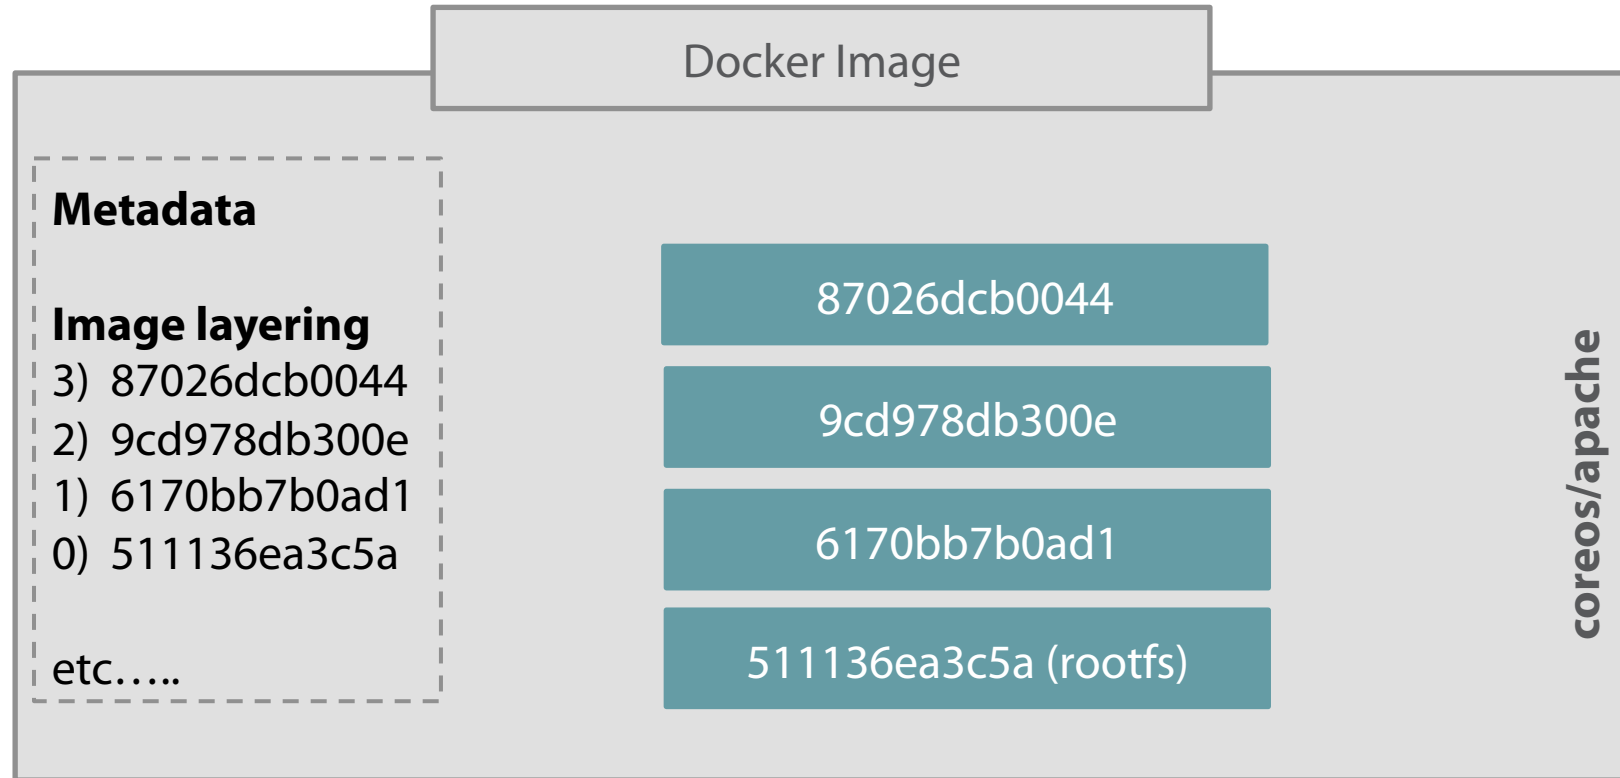 Docker Image
Metadata
Image layering
3) 87026dcb0044
2) 9cd978db300e
1) 6170bb7b0ad1
0) 511136ea3c5a
etc…..
87026dcb0044
9cd978db300e
6170bb7b0ad1
511136ea3c5a (rootfs)
coreos/apache